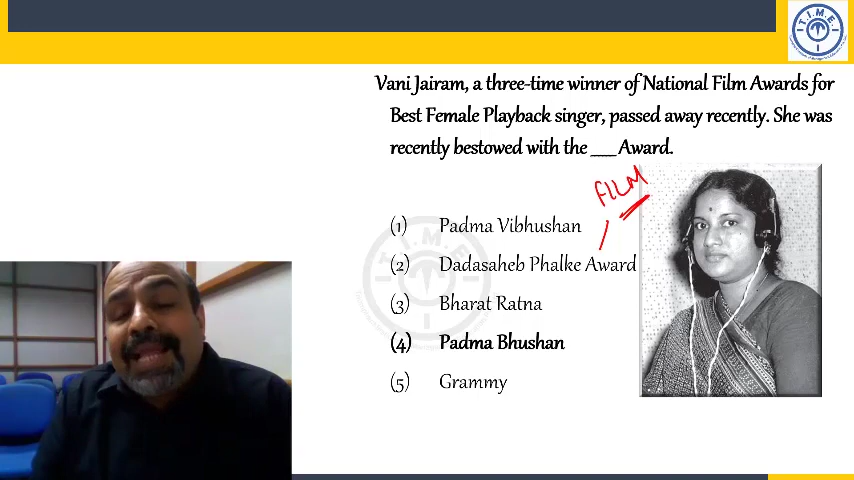 T.I.M.E.
Vani Jairam, a three-time winner of National Film Awards for
Best Female Playback singer, passed away recently. She was
recently bestowed with the ___ Award.
FILM
(1) Padma Vibhushan
(2) Dadasaheb Phalke Award
(3) Bharat Ratna
(4) Padma Bhushan
(5) Grammy